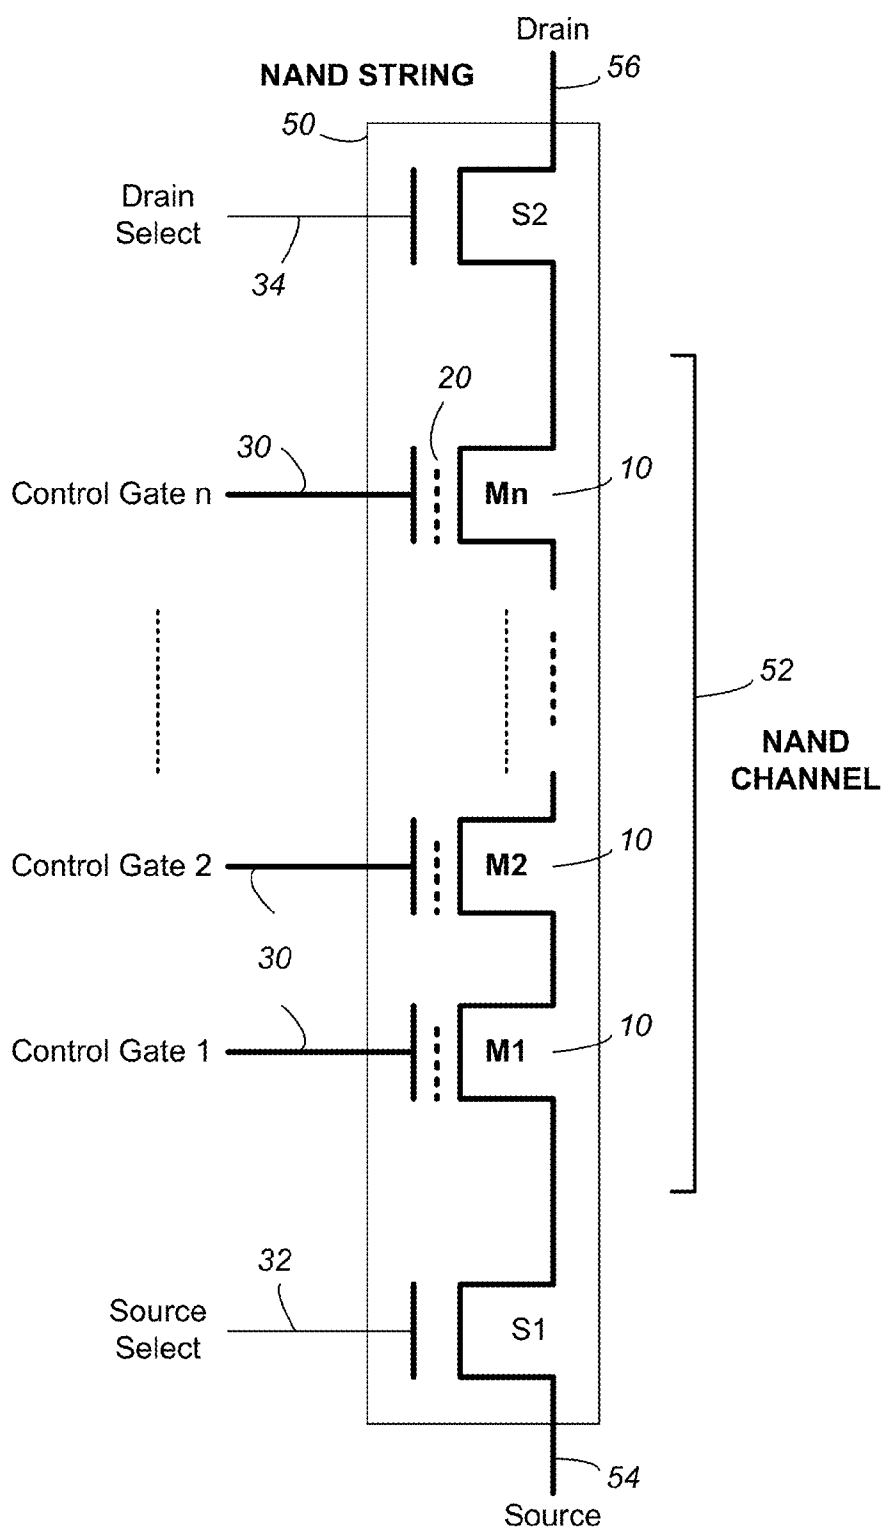 Drain
NAND STRING
56
50
Drain
Select
S2
34
20
30
10
Control Gate n
Mn
52
NAND
CHANNEL
10
Control Gate 2
M2
30
10
Control Gate 1
M1
32
Source
Select
S1
54
Source